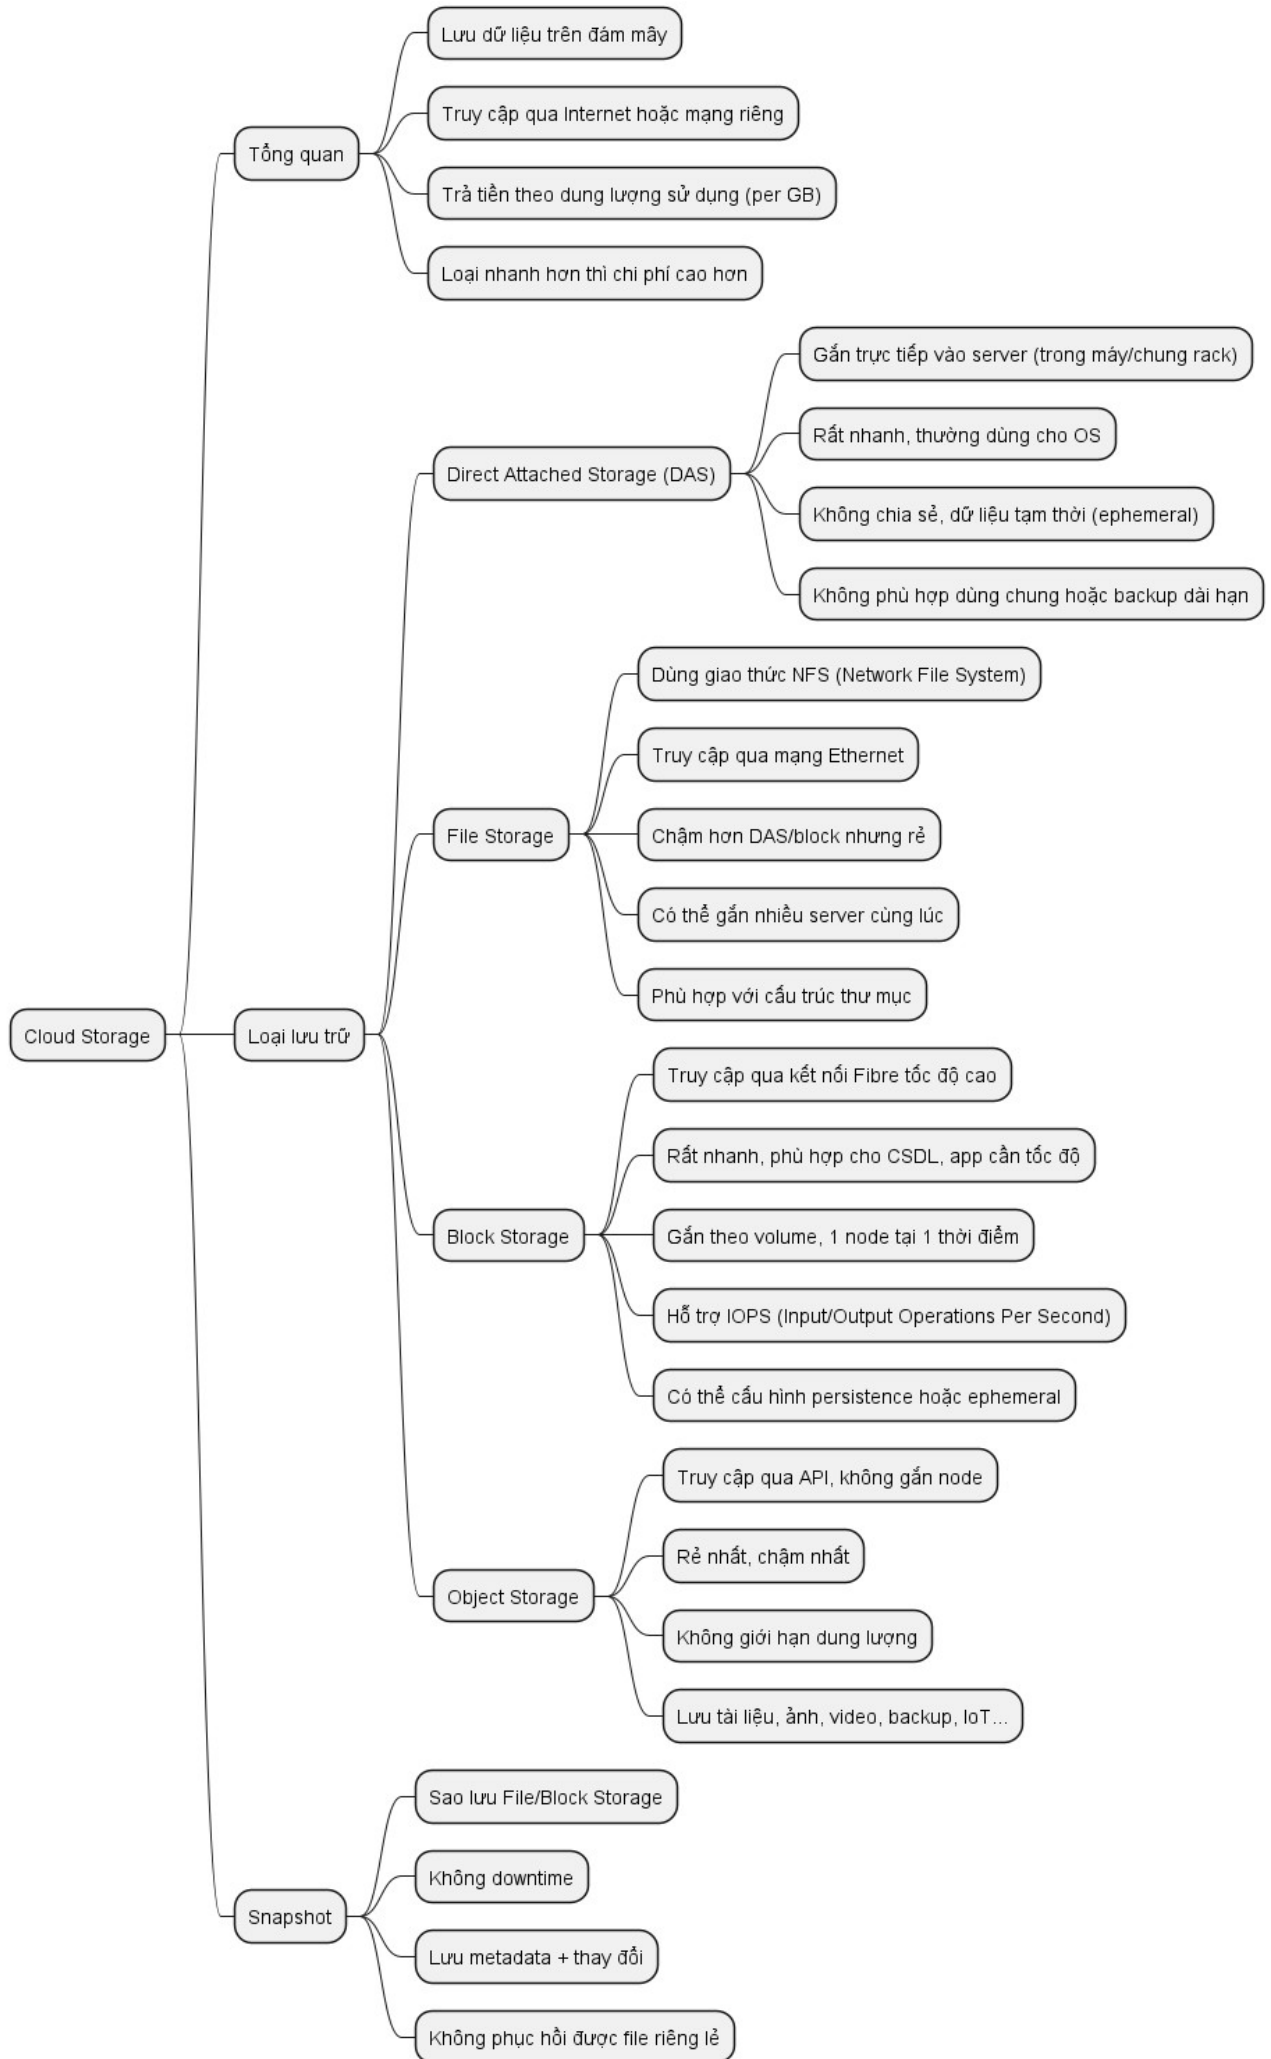 Lưu dữ liệu trên đám mây
Truy cập qua Internet hoặc mạng riêng
Tổng quan
Trả tiền theo dung lượng sử dụng (per GB)
Loại nhanh hơn thì chi phí cao hơn
Gắn trực tiếp vào server (trong máy/chung rack)
Rất nhanh, thường dùng cho OS
Direct Attached Storage (DAS)
Không chia sẻ, dữ liệu tạm thời (ephemeral)
Không phù hợp dùng chung hoặc backup dài hạn
Dùng giao thức NFS (Network File System)
Truy cập qua mạng Ethernet
File Storage
Chậm hơn DAS/block nhưng rẻ
Có thể gắn nhiều server cùng lúc
Phù hợp với cấu trúc thư mục
Cloud Storage
Loại lưu trữ
Truy cập qua kết nối Fibre tốc độ cao
Rất nhanh, phù hợp cho CSDL, app cần tốc độ
Block Storage
Gắn theo volume, 1 node tại 1 thời điểm
Hỗ trợ IOPS (Input/Output Operations Per Second)
Có thể cấu hình persistence hoặc ephemeral
Truy cập qua API, không gắn node
Rẻ nhất, chậm nhất
Object Storage
Không giới hạn dung lượng
Lưu tài liệu, ảnh, video, backup, IoT...
Sao lưu File/Block Storage
Không downtime
Snapshot
Lưu metadata + thay đổi
Không phục hồi được file riêng lẻ